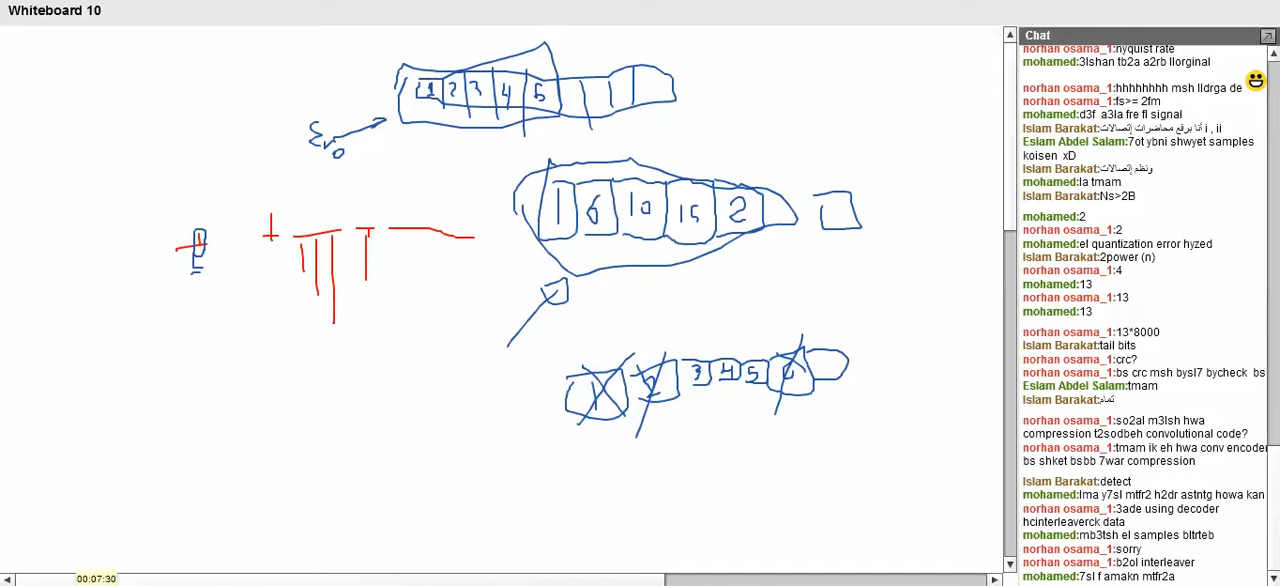 Whiteboard 10
1 2 3 4 5
1 6 10 15 2
1 2 3 4 5
00:07:30
Chat
norhan osama_1:nyquist rate
mohamed:3lshan tb2a a2rb llorginal
norhan osama_1:hhhhhhhh msh lldrga de
norhan osama_1:fs>= 2fm
mohamed:d3f a3la fre fl signal
Islam Barakat:أنا برفع محاضرات إتصالات i , ii
Eslam Abdel Salam:7ot ybni shwyet samples
koisen xD
Islam Barakat:ونظم إتصالات
mohamed:la tmam
Islam Barakat:Ns>2B
mohamed:2
norhan osama_1:2
mohamed:el quantization error hyzed
Islam Barakat:2power (n)
norhan osama_1:4
mohamed:13
norhan osama_1:13
mohamed:13
norhan osama_1:13*8000
Islam Barakat:tail bits
norhan osama_1:crc?
norhan osama_1:bs crc msh bysl7 bycheck bs
Eslam Abdel Salam:tmam
Islam Barakat:تمام
norhan osama_1:so2al m3lsh hwa
compression t2sodbeh convolutional code?
norhan osama_1:tmam ik eh hwa conv encoder
bs shket bsbb 7war compression
Islam Barakat:detect
mohamed:lma y7sl mtfr2 h2dr astntg howa kan
norhan osama_1:3ade using decoder
hcinterleaverck data
mohamed:mb3tsh el samples bltrteb
norhan osama_1:sorry
norhan osama_1:b2ol interleaver
mohamed:7sl f amakn mtfr2a